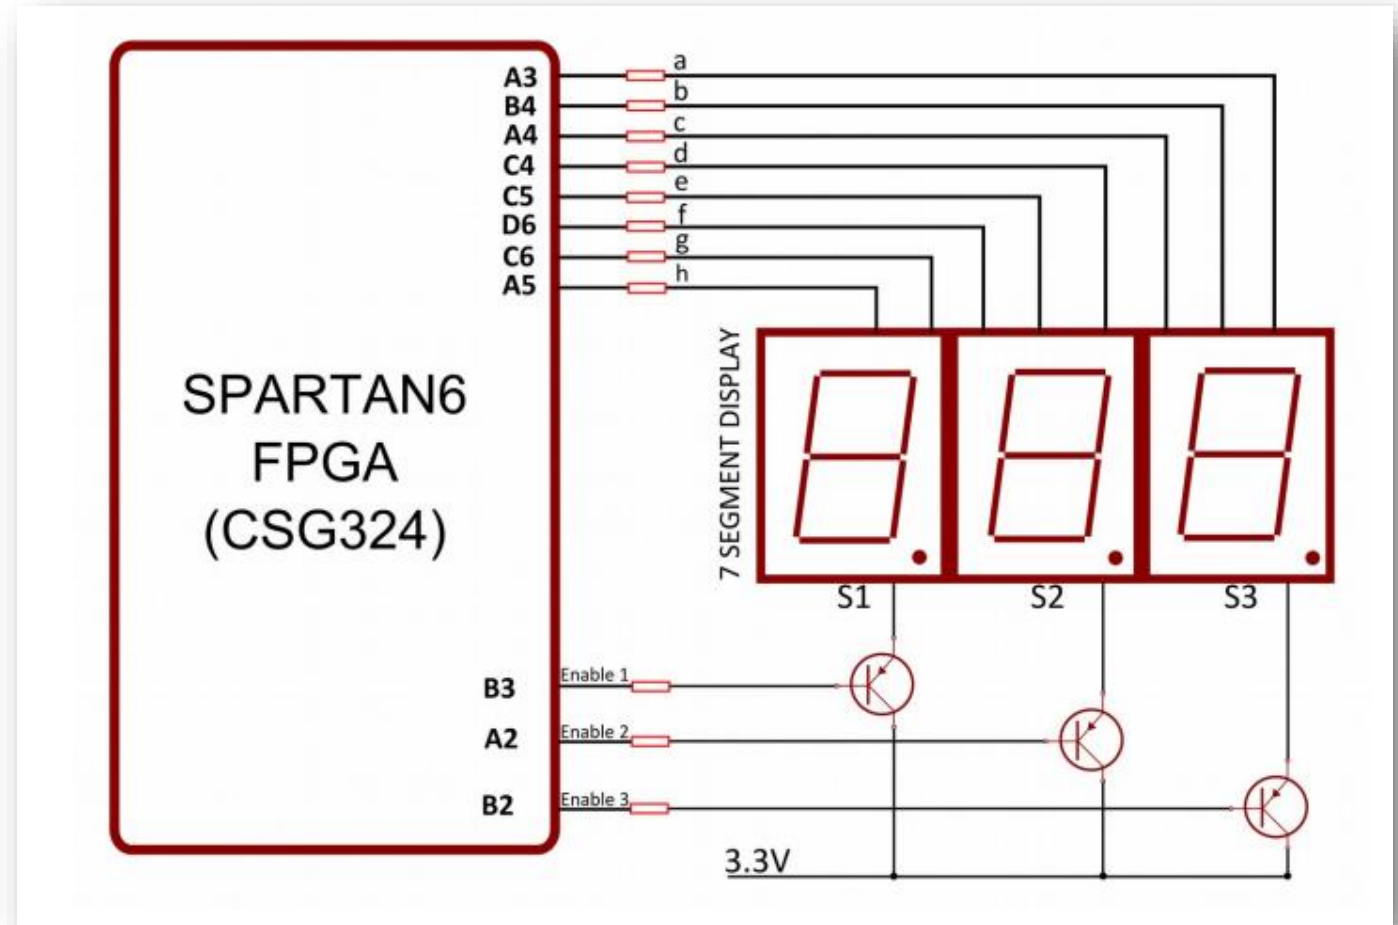 A3
a
B4
b
A4
c
C4
d
C5
e
D6
f
C6
g
A5
h
SPARTAN6
FPGA
(CSG324)
7 SEGMENT DISPLAY
S1
S2
S3
B3
Enable 1
A2
Enable 2
B2
Enable 3
3.3V